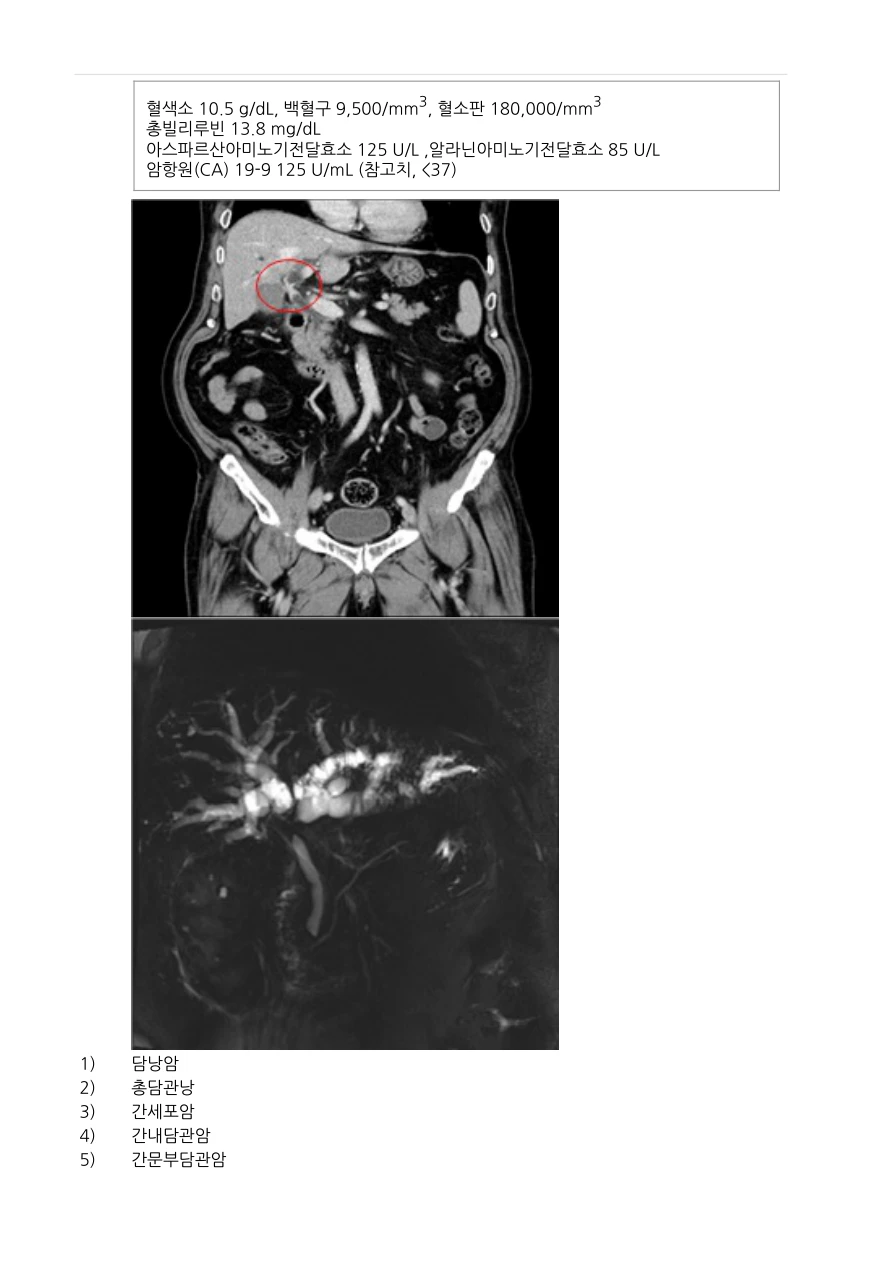 혈색소 10.5 g/dL, 백혈구 9,500/mm³, 혈소판 180,000/mm³
총빌리루빈 13.8 mg/dL
아스파르산아미노기전달효소 125 U/L ,알라닌아미노기전달효소 85 U/L
암항원(CA) 19-9 125 U/mL (참고치, <37)
1) 담낭암
2) 총담관낭
3) 간세포암
4) 간내담관암
5) 간문부담관암